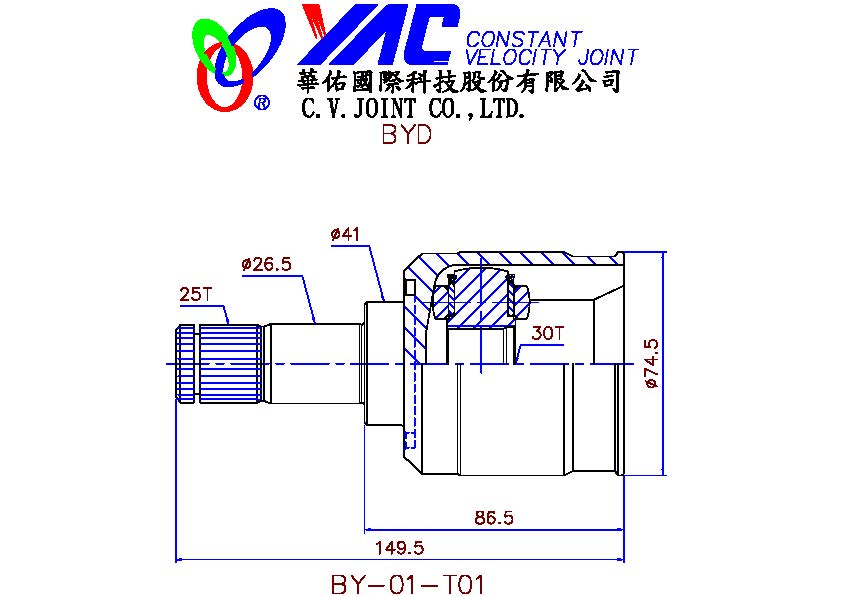 YAC CONSTANT
VELOCITY JOINT
®
華佑國際科技股份有限公司
C.V.JOINT CO.,LTD.
BYD
ø41
ø26.5
25T
30T
ø74.5
86.5
149.5
BY-01-T01